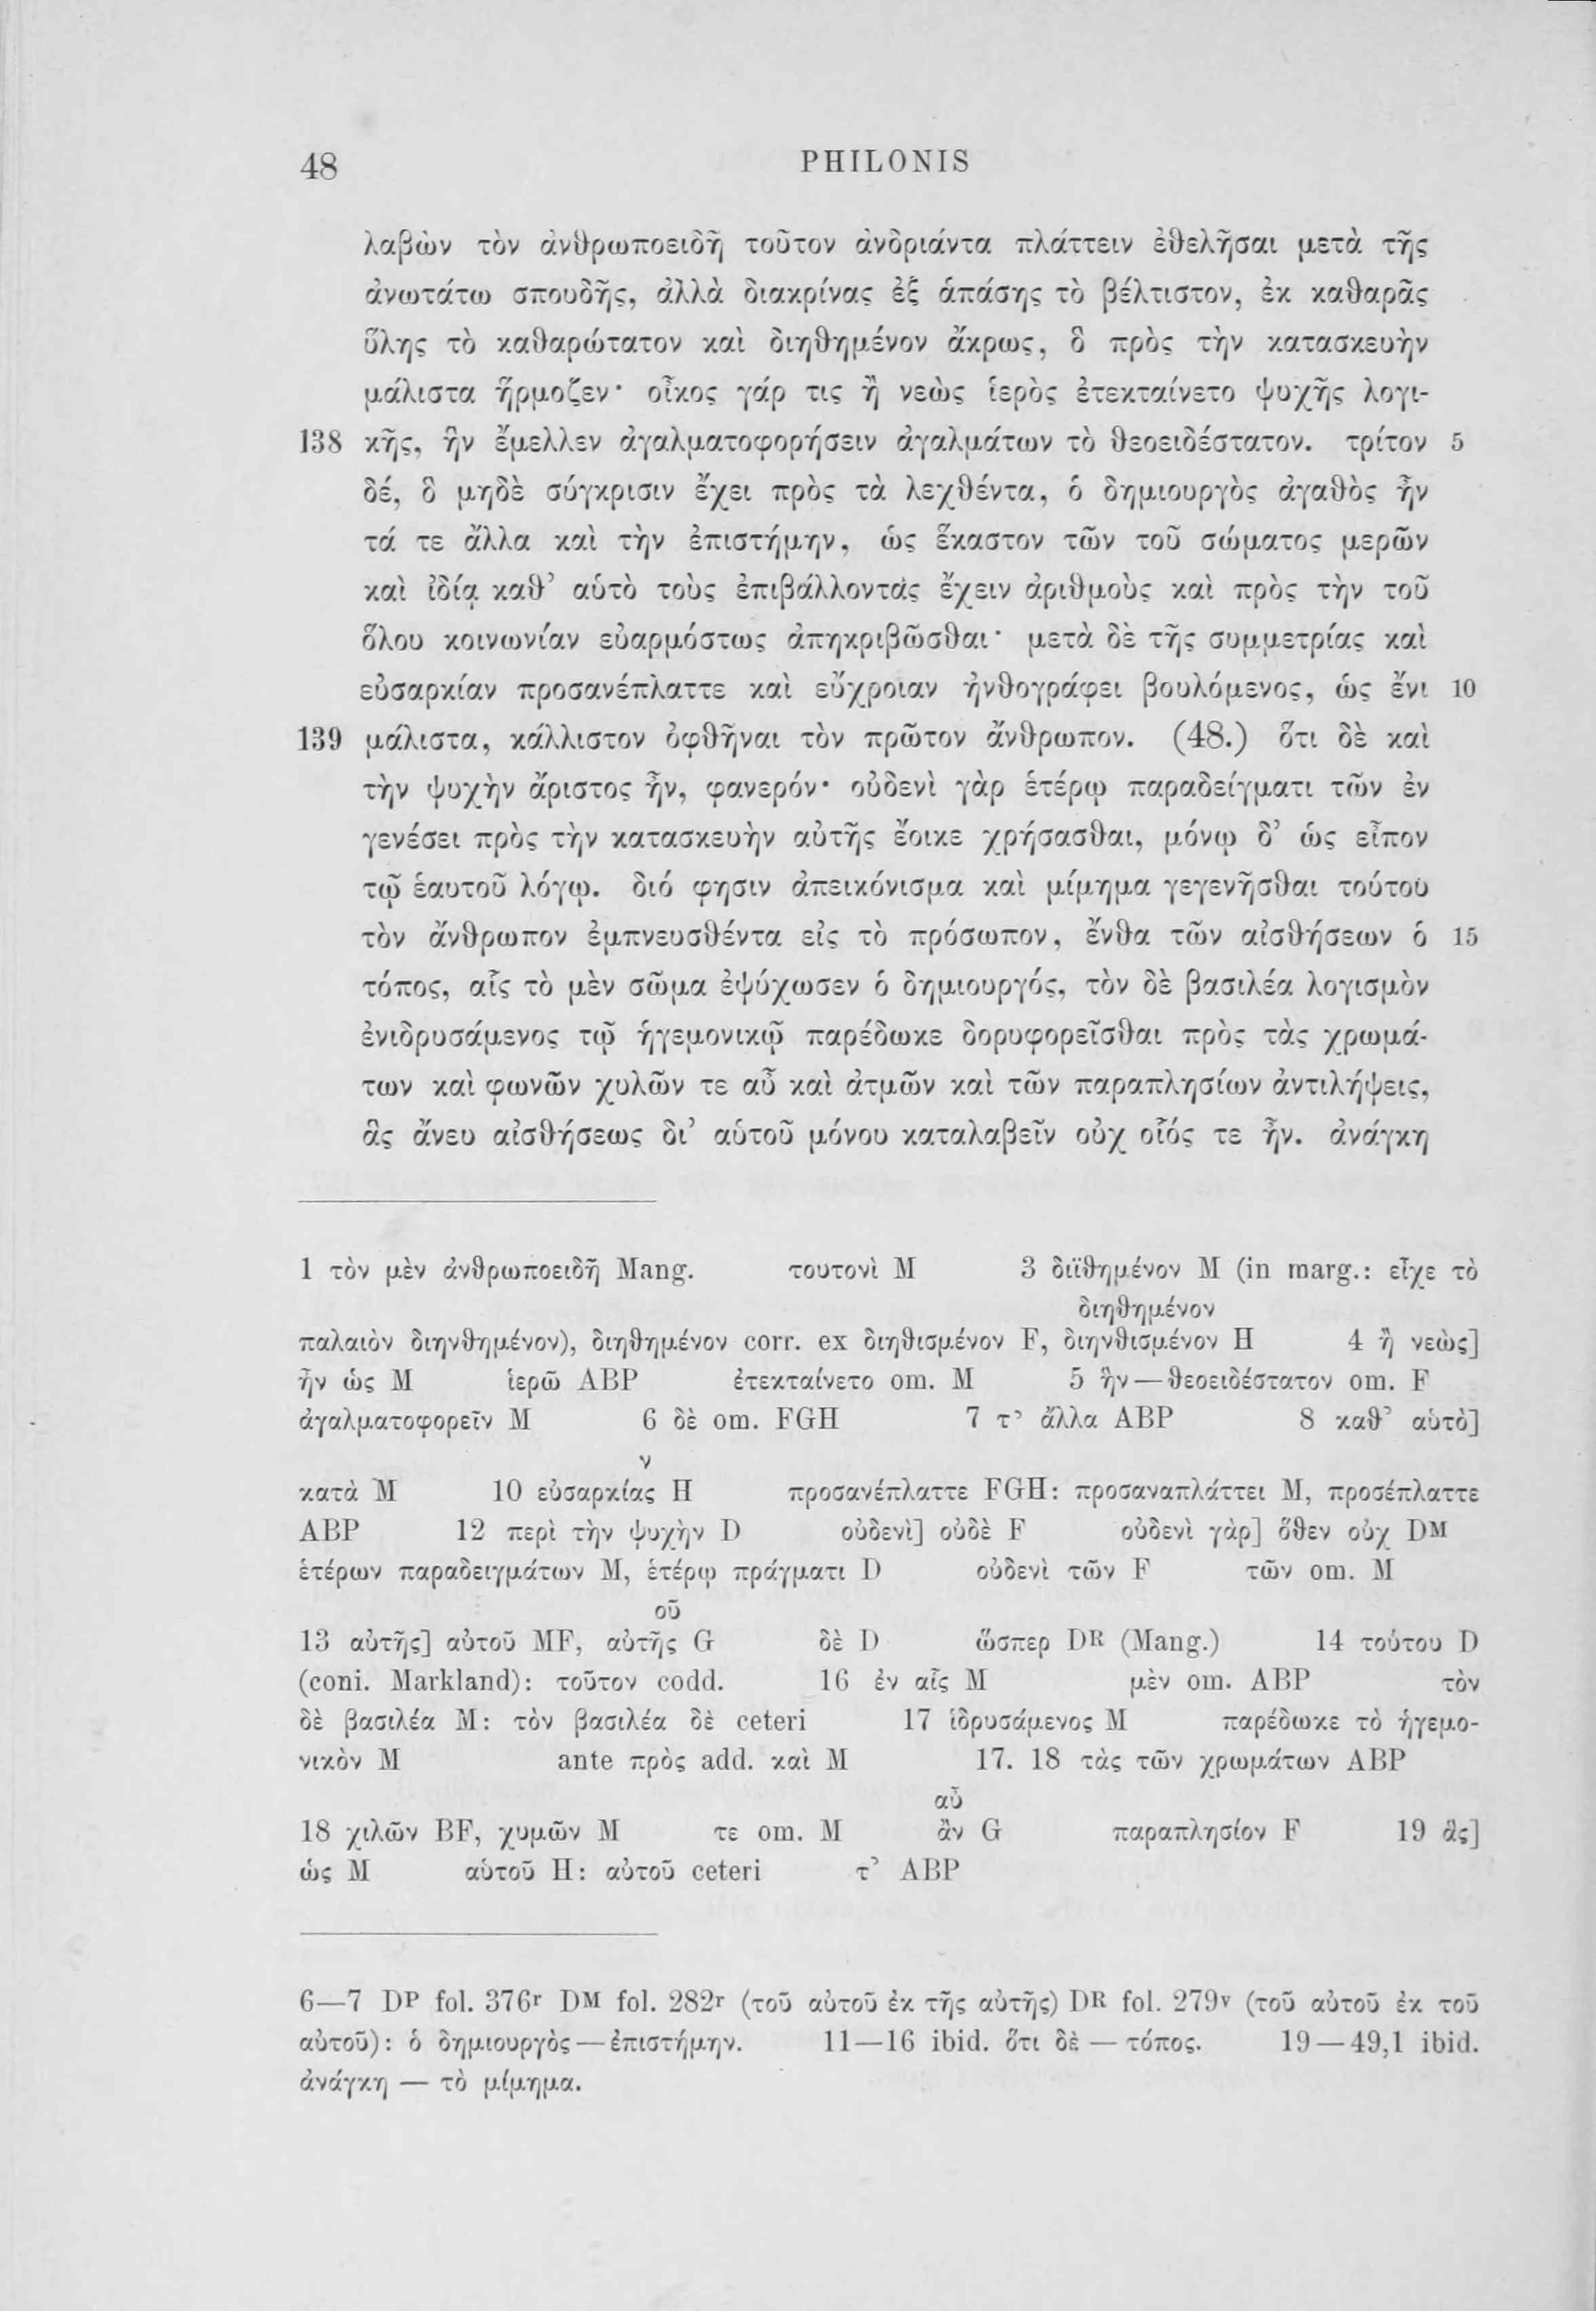 48 PHILONIS
λαβὼν τὸν ἀνθρωποειδῆ τοῦτον ἀνδριάντα πλάττειν ἐθελῆσαι μετὰ τῆς
ἀνωτάτω σπουδῆς, ἀλλὰ διακρίνας ἐξ ἁπάσης τὸ βέλτιστον, ἐκ καθαρᾶς
ὕλης τὸ καθαρώτατον καὶ διηθημένον ἄκρως, ὃ πρὸς τὴν κατασκευὴν
μάλιστα ἥρμοζεν· οἶκος γάρ τις ἢ νεὼς ἱερὸς ἐτεκταίνετο ψυχῆς λογι-
138 κῆς, ἣν ἔμελλεν ἀγαλματοφορήσειν ἀγαλμάτων τὸ θεοειδέστατον. τρίτον 5
δέ, ὃ μηδὲ σύγκρισιν ἔχει πρὸς τὰ λεχθέντα, ὁ δημιουργὸς ἀγαθὸς ἦν
τά τε ἄλλα καὶ τὴν ἐπιστήμην, ὡς ἕκαστον τῶν τοῦ σώματος μερῶν
καὶ ἰδίᾳ καθ’ αὑτὸ τοὺς ἐπιβάλλοντας ἔχειν ἀριθμοὺς καὶ πρὸς τὴν τοῦ
ὅλου κοινωνίαν εὐαρμόστως ἀπηκριβῶσθαι· μετὰ δὲ τῆς συμμετρίας καὶ
εὐσαρκίαν προσανέπλαττε καὶ εὔχροιαν ἠνθογράφει βουλόμενος, ὡς ἔνι 10
139 μάλιστα, κάλλιστον ὀφθῆναι τὸν πρῶτον ἄνθρωπον. (48.) ὅτι δὲ καὶ
τὴν ψυχὴν ἄριστος ἦν, φανερόν· οὐδενὶ γὰρ ἑτέρῳ παραδείγματι τῶν ἐν
γενέσει πρὸς τὴν κατασκευὴν αὐτῆς ἔοικε χρήσασθαι, μόνῳ δ’ ὡς εἶπον
τῷ ἑαυτοῦ λόγῳ. διό φησιν ἀπεικόνισμα καὶ μίμημα γεγενῆσθαι τούτου
τὸν ἄνθρωπον ἐμπνευσθέντα εἰς τὸ πρόσωπον, ἔνθα τῶν αἰσθήσεων ὁ 15
τόπος, αἷς τὸ μὲν σῶμα ἐψύχωσεν ὁ δημιουργός, τὸν δὲ βασιλέα λογισμὸν
ἐνιδρυσάμενος τῷ ἡγεμονικῷ παρέδωκε δορυφορεῖσθαι πρὸς τὰς χρωμά-
των καὶ φωνῶν χυλῶν τε αὖ καὶ ἀτμῶν καὶ τῶν παραπλησίων ἀντιλήψεις,
ἃς ἄνευ αἰσθήσεως δι’ αὑτοῦ μόνου καταλαβεῖν οὐχ οἷός τε ἦν. ἀνάγκη
1 τὸν μὲν ἀνθρωποειδῆ Mang. τουτονὶ M 3 διϊθημένον M (in marg.: εἶχε τὸ
διηθημένον
παλαιὸν διηνθημένον), διηθημένον corr. ex διηθισμένον F, διηνθισμένον H 4 ἢ νεὼς]
ἦν ὡς M ἱερῶ ABP ἐτεκταίνετο om. M 5 ἣν — θεοειδέστατον om. F
ἀγαλματοφορεῖν M 6 δὲ om. FGH 7 τ’ ἄλλα ABP 8 καθ’ αὑτὸ]
ν
κατὰ M 10 εὐσαρκίας H προσανέπλαττε FGH: προσαναπλάττει M, προσέπλαττε
ABP 12 περὶ τὴν ψυχὴν D οὐδενὶ] οὐδὲ F οὐδενὶ γὰρ] ὅθεν οὐχ DM
ἑτέρων παραδειγμάτων M, ἑτέρῳ πράγματι D οὐδενὶ τῶν F τῶν om. M
οῦ
13 αὐτῆς] αὐτοῦ MF, αὐτῆς G δὲ D ὥσπερ DR (Mang.) 14 τούτου D
(coni. Markland): τοῦτον codd. 16 ἐν αἷς M μὲν om. ABP τὸν
δὲ βασιλέα M: τὸν βασιλέα δὲ ceteri 17 ἱδρυσάμενος M παρέδωκε τὸ ἡγεμο-
νικὸν M ante πρὸς add. καὶ M 17. 18 τὰς τῶν χρωμάτων ABP
αὖ
18 χιλῶν BF, χυμῶν M τε om. M ἂν G παραπλησίον F 19 ἃς]
ὡς M αὑτοῦ H: αὐτοῦ ceteri τ’ ABP
6—7 DP fol. 376r DM fol. 282r (τοῦ αὐτοῦ ἐκ τῆς αὐτῆς) DR fol. 279v (τοῦ αὐτοῦ ἐκ τοῦ
αὐτοῦ): ὁ δημιουργὸς — ἐπιστήμην. 11—16 ibid. ὅτι δὲ — τόπος. 19 — 49,1 ibid.
ἀνάγκη — τὸ μίμημα.